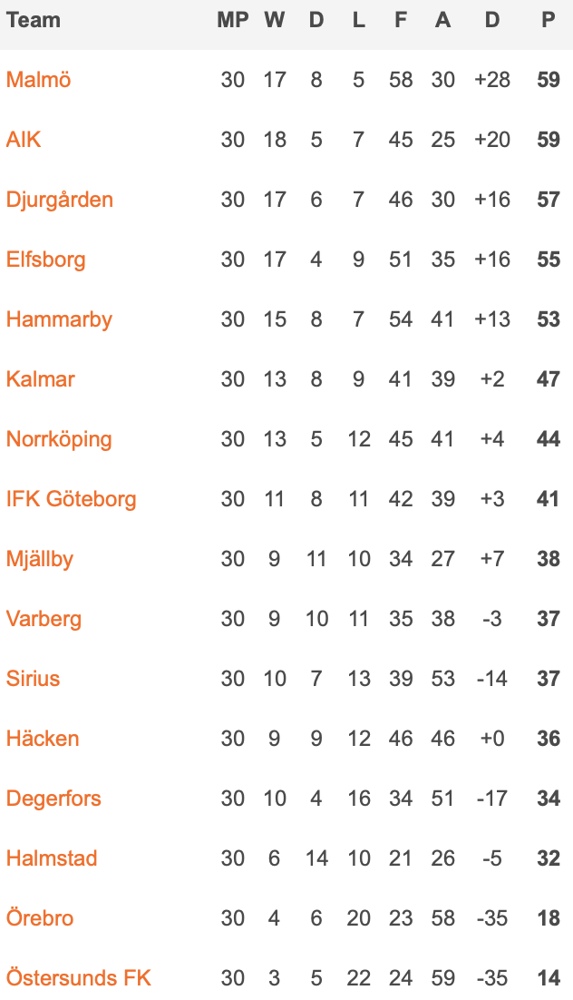 Team MP W D L F A D P
Malmö 30 17 8 5 58 30 +28 59
AIK 30 18 5 7 45 25 +20 59
Djurgården 30 17 6 7 46 30 +16 57
Elfsborg 30 17 4 9 51 35 +16 55
Hammarby 30 15 8 7 54 41 +13 53
Kalmar 30 13 8 9 41 39 +2 47
Norrköping 30 13 5 12 45 41 +4 44
IFK Göteborg 30 11 8 11 42 39 +3 41
Mjällby 30 9 11 10 34 27 +7 38
Varberg 30 9 10 11 35 38 -3 37
Sirius 30 10 7 13 39 53 -14 37
Häcken 30 9 9 12 46 46 +0 36
Degerfors 30 10 4 16 34 51 -17 34
Halmstad 30 6 14 10 21 26 -5 32
Örebro 30 4 6 20 23 58 -35 18
Östersunds FK 30 3 5 22 24 59 -35 14